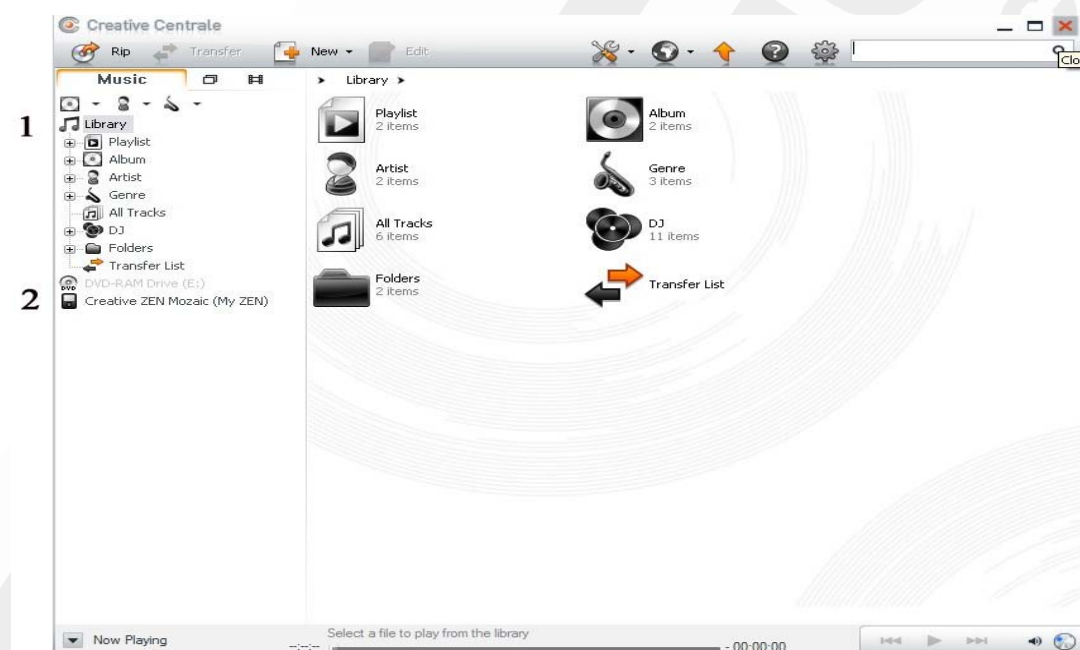 Creative Centrale
Rip Transfer New Edit
Clo
Music
Library
1
Library
Playlist
Album
Artist
Genre
All Tracks
DJ
Folders
Transfer List
DVD-RAM Drive (E:)
2
Creative ZEN Mozaic (My ZEN)
Playlist
2 items
Album
2 items
Artist
2 items
Genre
3 items
All Tracks
6 items
DJ
11 items
Folders
2 items
Transfer List
Now Playing
Select a file to play from the library
--:--:-- - 00:00:00